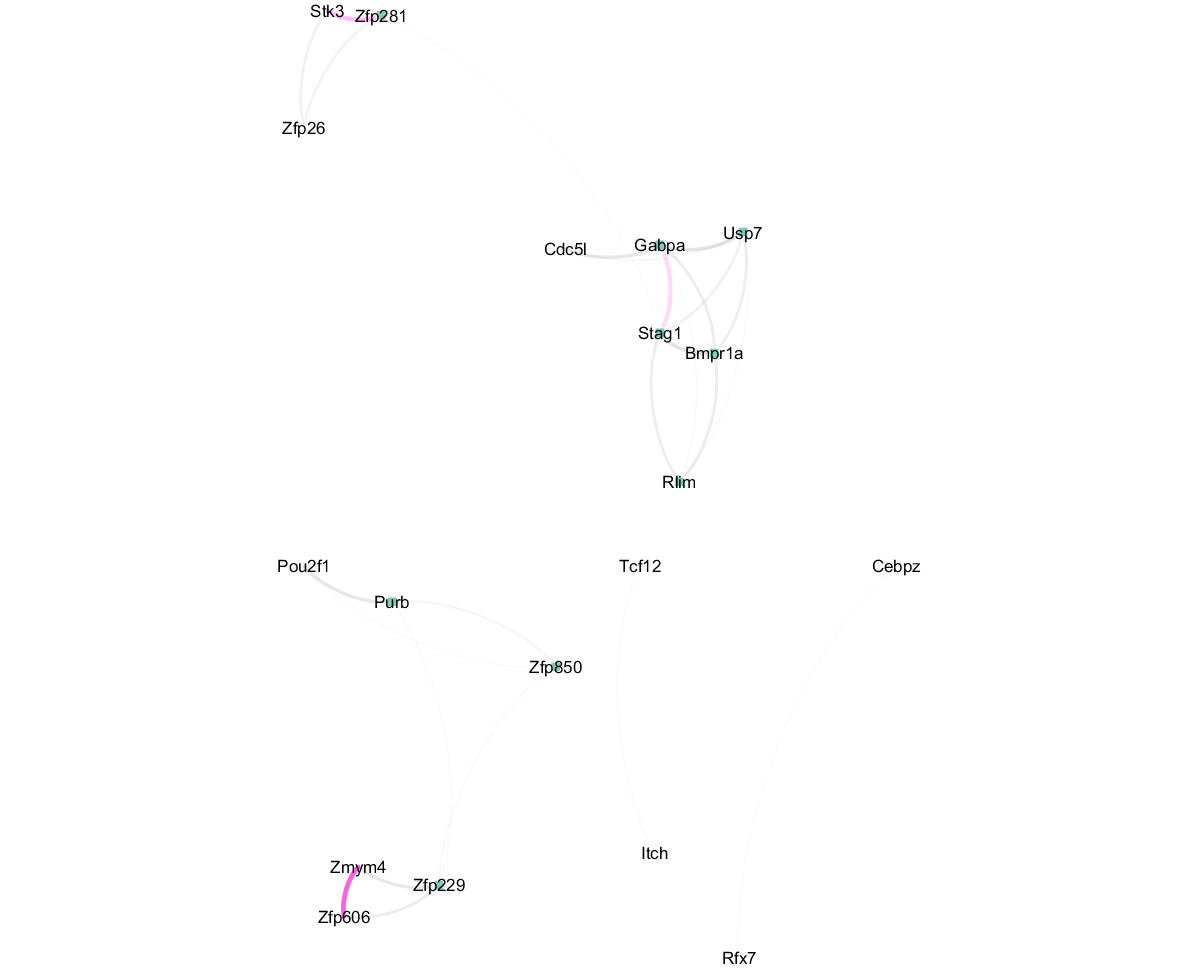 Stk3
Zfp281
Zfp26
Cdc5l
Gabpa
Usp7
Stag1
Bmpr1a
Rlim
Pou2f1
Tcf12
Cebpz
Purb
Zfp850
Itch
Zmym4
Zfp229
Zfp606
Rfx7